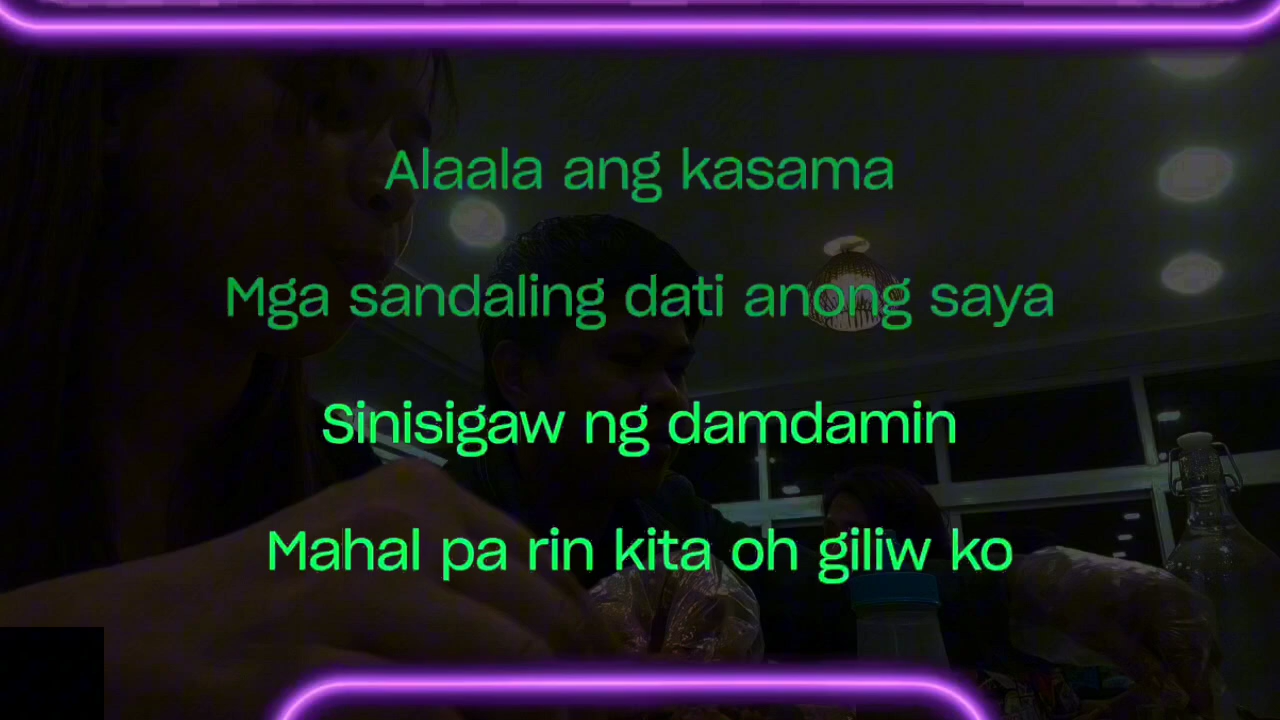 Alaala ang kasama
Mga sandaling dati anong saya
Sinisigaw ng damdamin
Mahal pa rin kita oh giliw ko